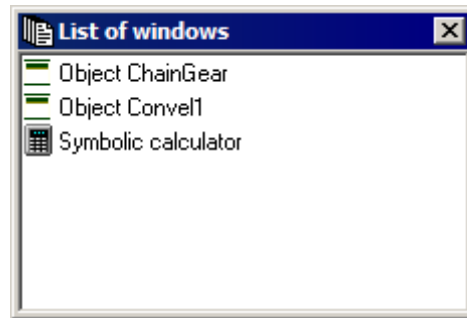 List of windows
Object ChainGear
Object Convel1
Symbolic calculator